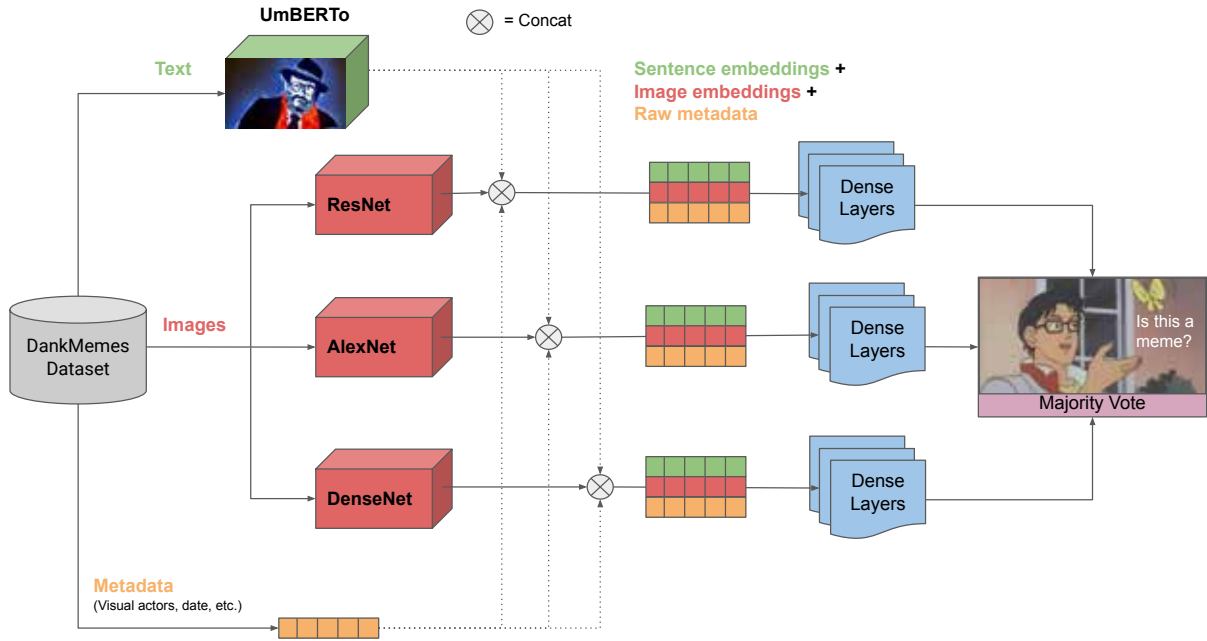 UmBERTo
= Concat
Text
Sentence embeddings +
Image embeddings +
Raw metadata
ResNet
Dense
Layers
DankMemes
Dataset
Images
AlexNet
Dense
Layers
Is this a
meme?
Majority Vote
DenseNet
Dense
Layers
Metadata
(Visual actors, date, etc.)